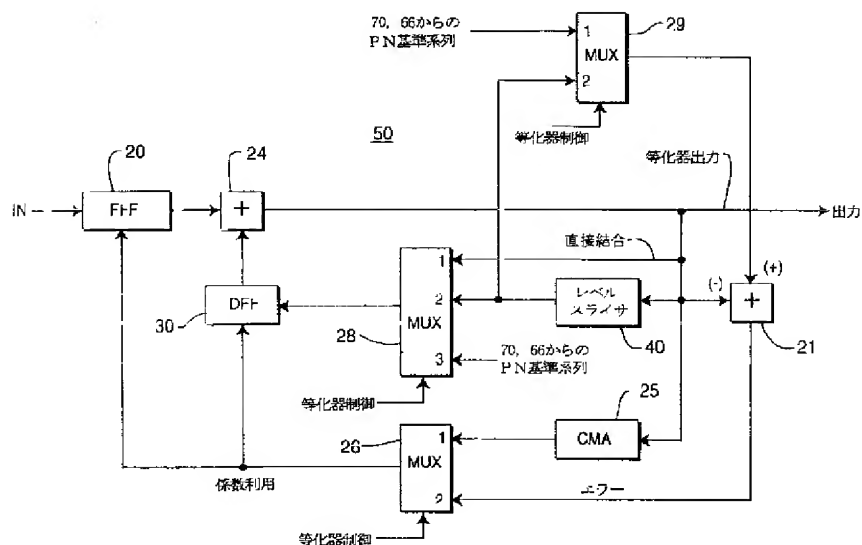 70, 66からの
PN基準系列
1
MUX
2
29
等化器制御
50
20
24
等化器出力
IN
FFF
+
出力
直接結合
(+)
(-)
1
2
MUX
3
レベル
スライサ
+
DFF
30
28
40
21
70, 66からの
PN基準系列
等化器制御
25
26
1
MUX
2
CMA
係数利用
エラー
等化器制御